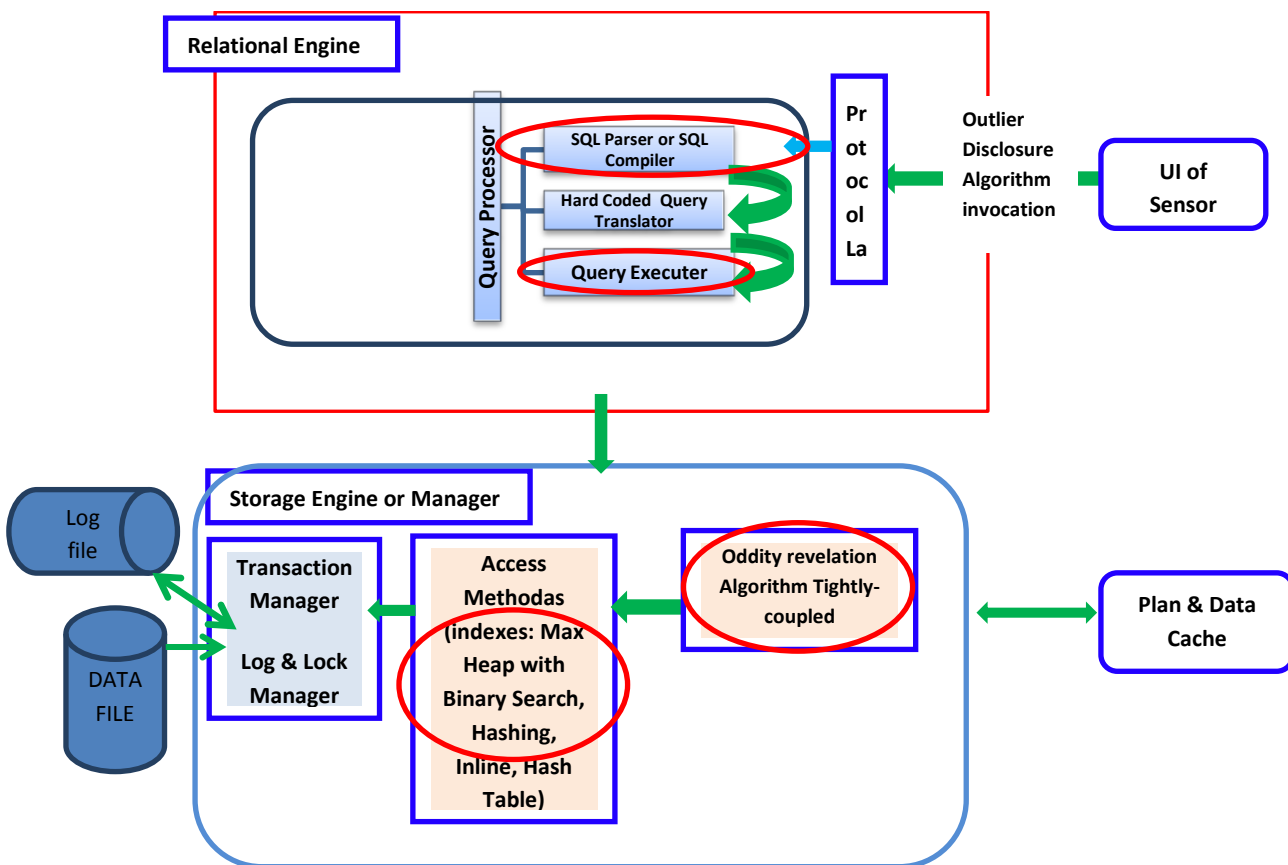 Relational Engine
Query Processor
SQL Parser or SQL
Compiler
Hard Coded Query
Translator
Query Executer
Pr
ot
oc
ol
La
Outlier
Disclosure
Algorithm
invocation
UI of
Sensor
Storage Engine or Manager
Log
file
DATA
FILE
Transaction
Manager
Log & Lock
Manager
Access
Methodas
(indexes: Max
Heap with
Binary Search,
Hashing,
Inline, Hash
Table)
Oddity revelation
Algorithm Tightly-
coupled
Plan & Data
Cache